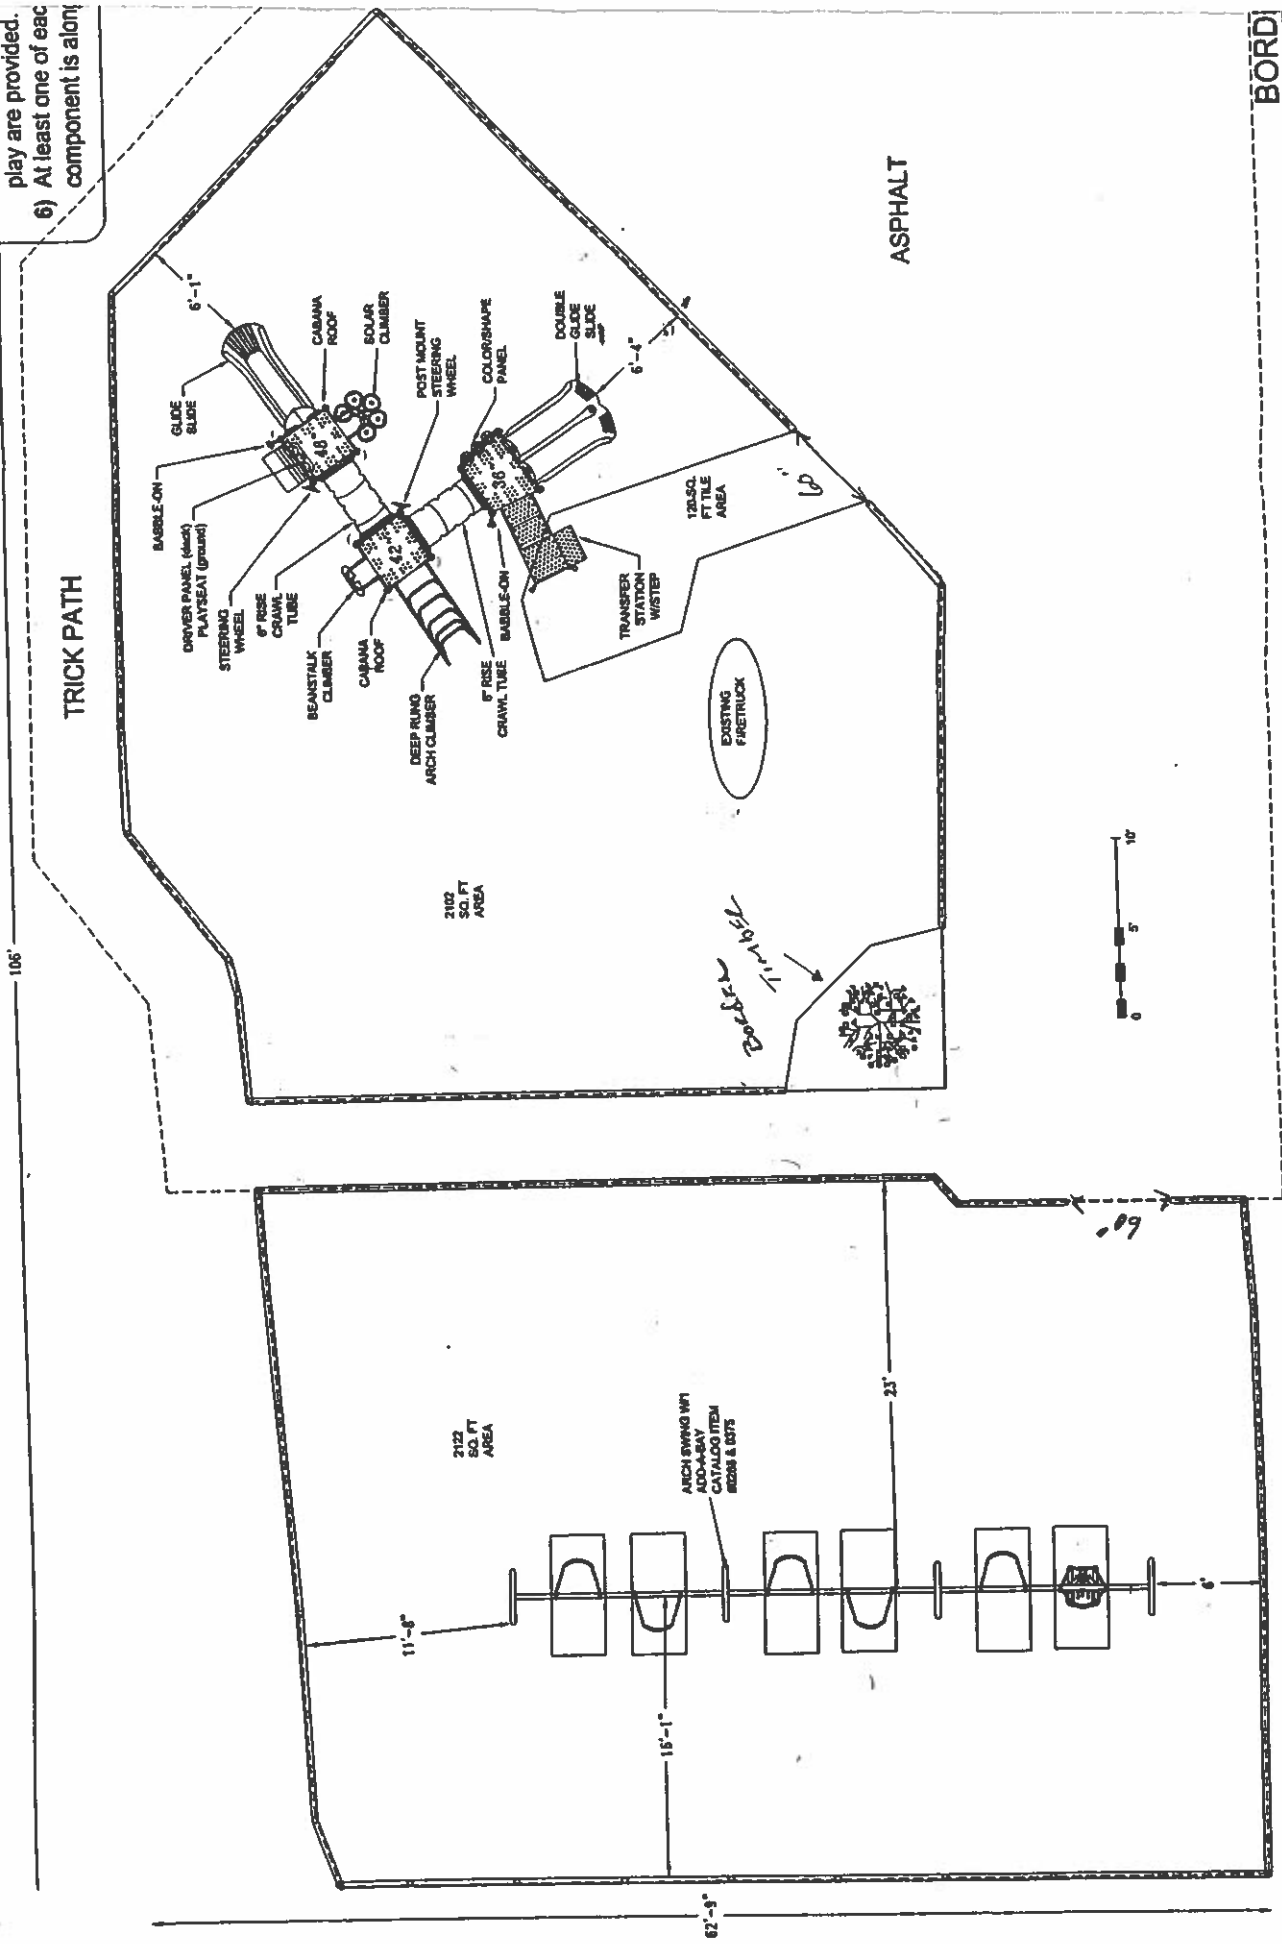 play are provided.
6) At least one of eac
component is along
106'
TRICK PATH
6'-1"
GLIDE
SLIDE
CABANA
ROOF
SOLAR
CLIMBER
BABBLE-ON
DRIVER PANEL (deck)
PLAYSEAT (ground)
STEERING
WHEEL
6" RISE
CRAWL
TUBE
BEANSTALK
CLIMBER
CABANA
ROOF
DEEP RUNG
ARCH CLIMBER
6" RISE
CRAWL TUBE
BABBLE-ON
48"
42"
36"
POST MOUNT
STEERING
WHEEL
COLOR/SHAPE
PANEL
DOUBLE
GLIDE
SLIDE
6'-4"
120-SQ.
FT TILE
AREA
TRANSFER
STATION
W/STEP
EXISTING
FIRETRUCK
ASPHALT
2102
SQ. FT
AREA
Border
Timber
0
5'
10'
60"
2122
SQ. FT
AREA
ARCH SWING W/1
ADD-A-BAY
CATALOG ITEM
23'
11'-8"
6'
62'-9"
BORD